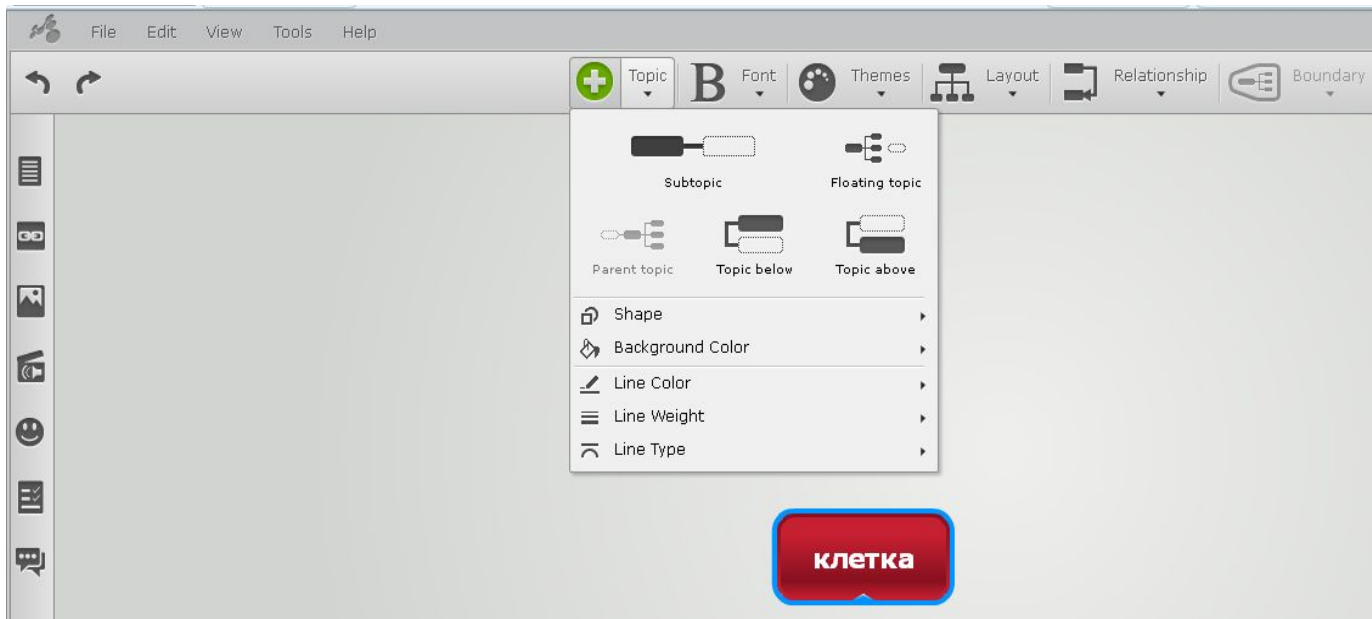 File Edit View Tools Help
Topic B Font Themes Layout Relationship Boundary
Subtopic Floating topic
Parent topic Topic below Topic above
Shape
Background Color
Line Color
Line Weight
Line Type
клетка